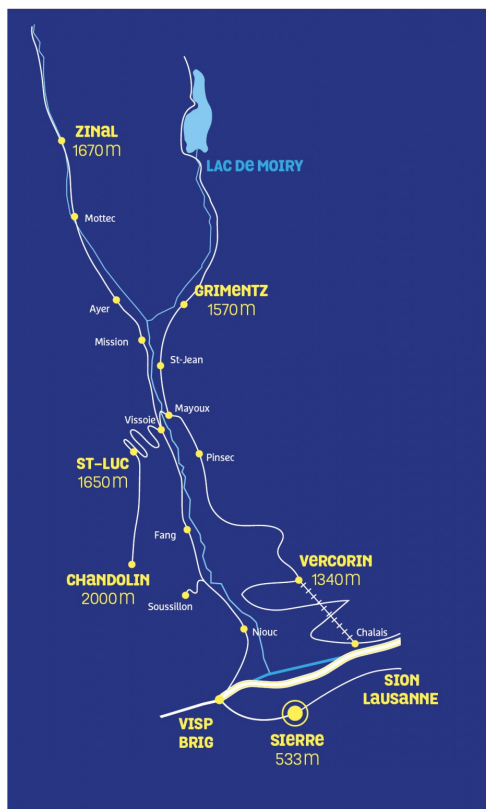 ZINAL
1670 m
LAC DE MOIRY
Mottec
GRIMENTZ
1570 m
Ayer
Mission
St-Jean
Mayoux
Vissoie
Pinsec
ST-LUC
1650 m
Fang
VERCORIN
1340 m
CHANDOLIN
2000 m
Soussillon
Niouc
Chalais
SION
LAUSANNE
VISP
BRIG
SIERRE
533 m